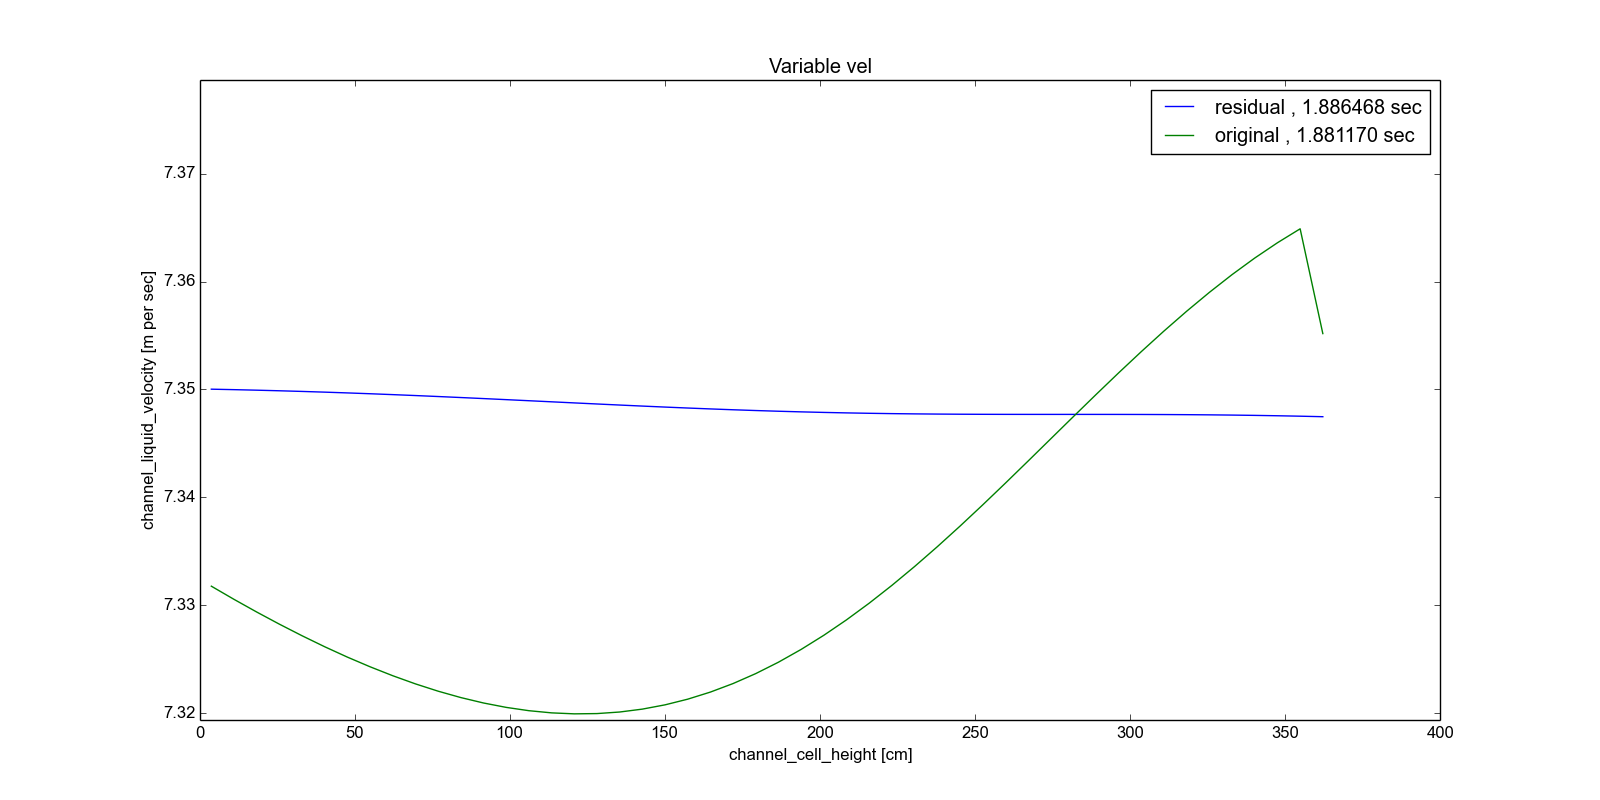 Variable vel
residual , 1.886468 sec
original , 1.881170 sec
channel_liquid_velocity [m per sec]
7.37
7.36
7.35
7.34
7.33
7.32
0 50 100 150 200 250 300 350 400
channel_cell_height [cm]